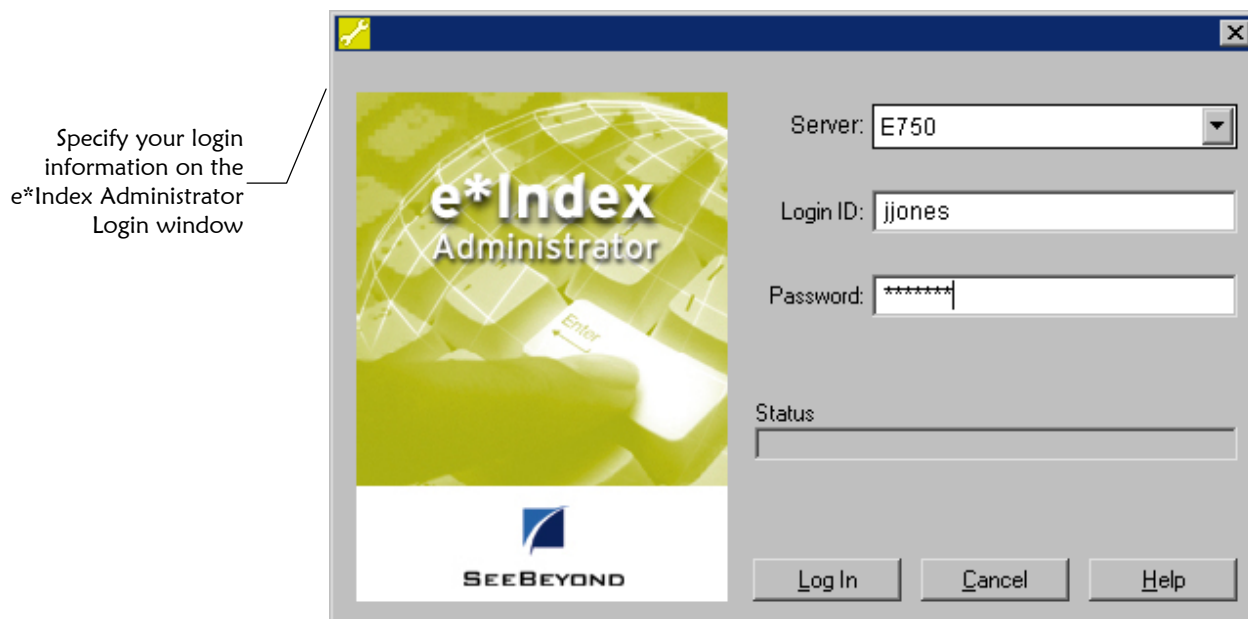 Specify your login
information on the
e*Index Administrator
Login window
e*Index
Administrator
Enter
SEEBEYOND
Server: E750
Login ID: jjones
Password: *******
Status
Log In Cancel Help